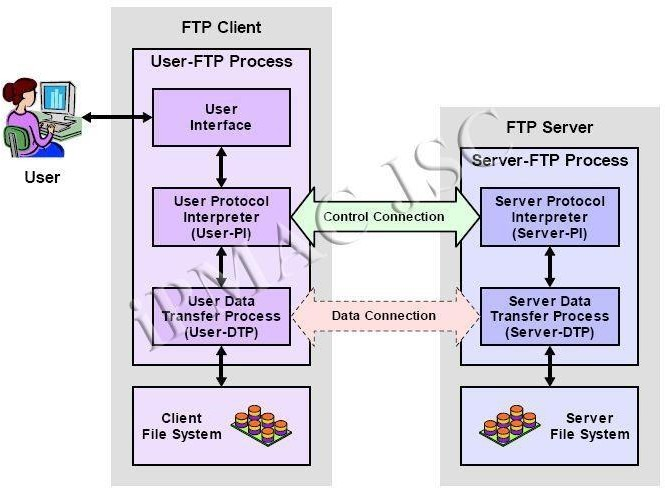 FTP Client
User-FTP Process
User
Interface
User
FTP Server
Server-FTP Process
User Protocol
Interpreter
(User-PI)
Control Connection
Server Protocol
Interpreter
(Server-PI)
User Data
Transfer Process
(User-DTP)
Data Connection
Server Data
Transfer Process
(Server-DTP)
Client
File System
Server
File System
iPMAC JSC